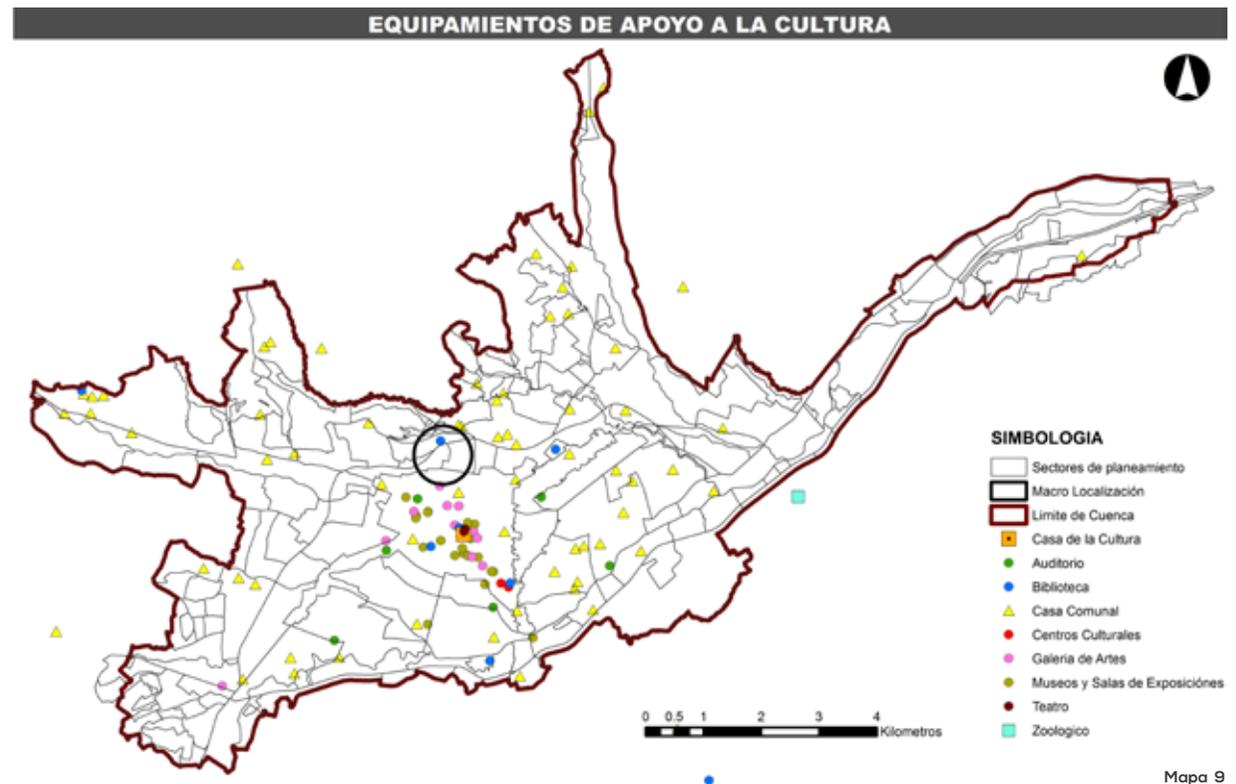 EQUIPAMIENTOS DE APOYO A LA CULTURA
SIMBOLOGIA
Sectores de planeamiento
Macro Localización
Limite de Cuenca
Casa de la Cultura
Auditorio
Biblioteca
Casa Comunal
Centros Culturales
Galeria de Artes
Museos y Salas de Exposiciónes
Teatro
Zoologico
0 0.5 1 2 3 4
Kilometros
Mapa 9